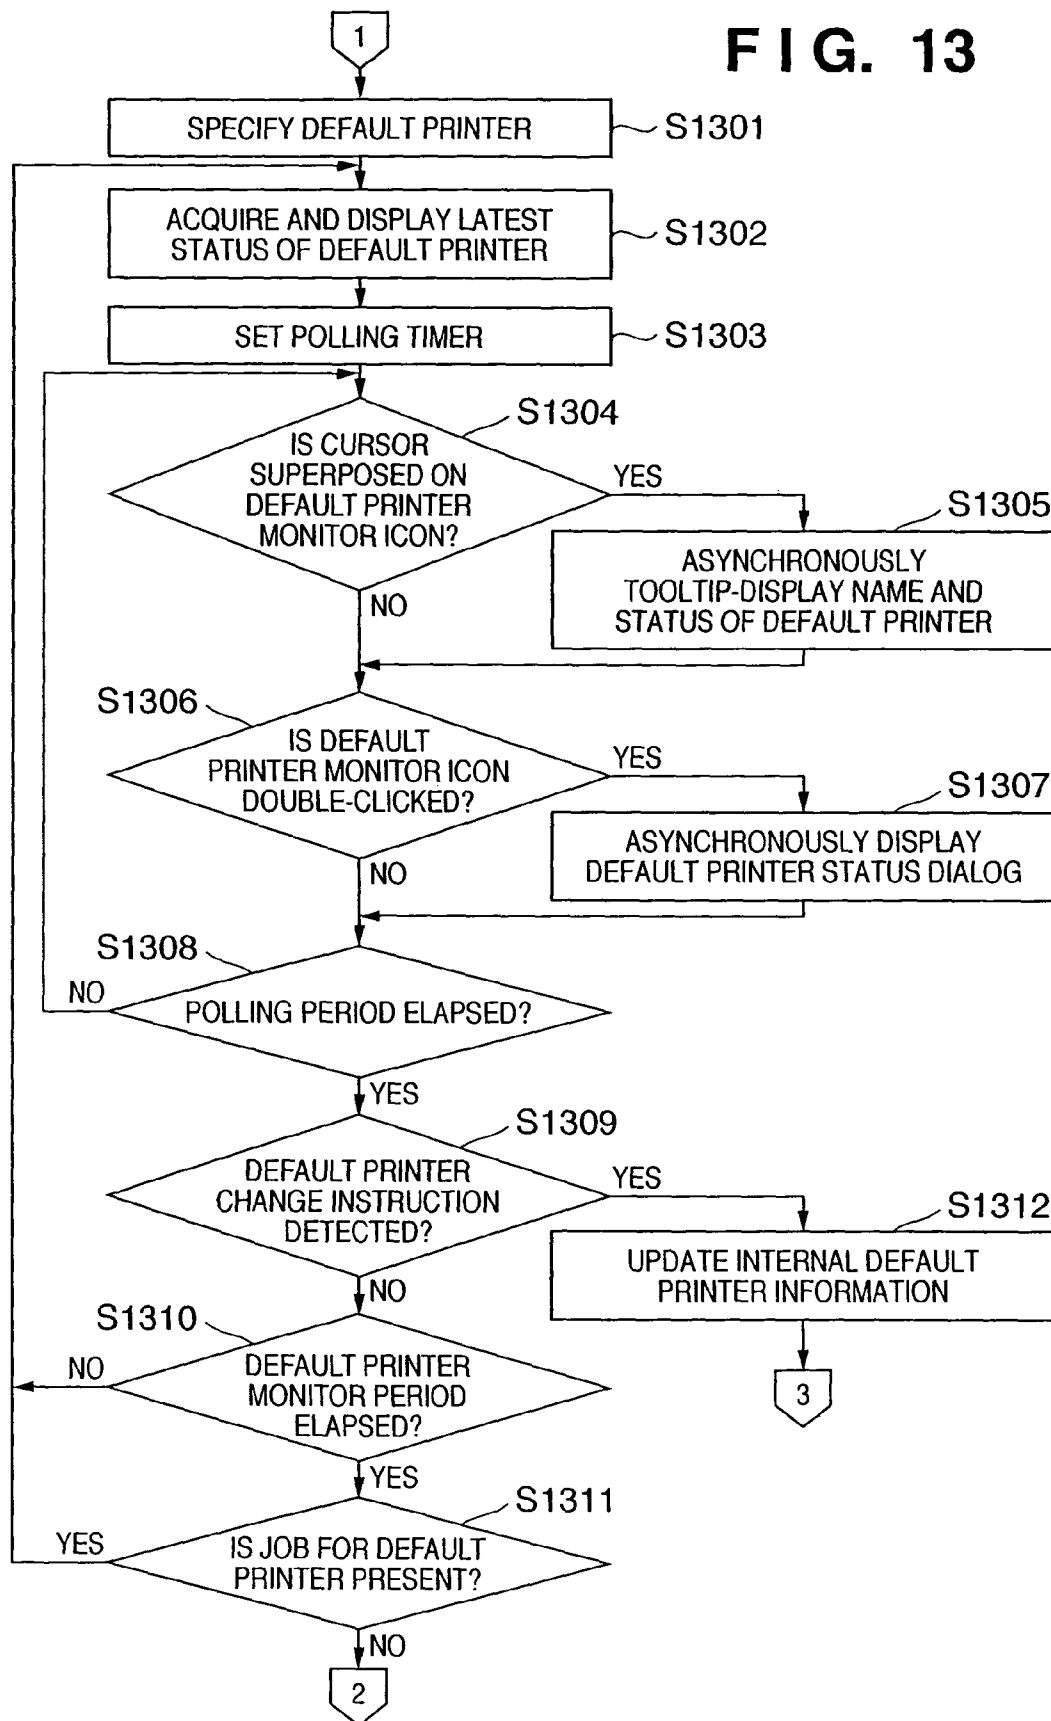 1
FIG. 13
SPECIFY DEFAULT PRINTER
S1301
ACQUIRE AND DISPLAY LATEST
STATUS OF DEFAULT PRINTER
S1302
SET POLLING TIMER
S1303
S1304
IS CURSOR
SUPERPOSED ON
DEFAULT PRINTER
MONITOR ICON?
YES
NO
S1305
ASYNCHRONOUSLY
TOOLTIP-DISPLAY NAME AND
STATUS OF DEFAULT PRINTER
S1306
IS DEFAULT
PRINTER MONITOR ICON
DOUBLE-CLICKED?
YES
NO
S1307
ASYNCHRONOUSLY DISPLAY
DEFAULT PRINTER STATUS DIALOG
S1308
NO
POLLING PERIOD ELAPSED?
YES
S1309
DEFAULT PRINTER
CHANGE INSTRUCTION
DETECTED?
YES
NO
S1312
UPDATE INTERNAL DEFAULT
PRINTER INFORMATION
3
S1310
NO
DEFAULT PRINTER
MONITOR PERIOD
ELAPSED?
YES
S1311
YES
IS JOB FOR DEFAULT
PRINTER PRESENT?
NO
2